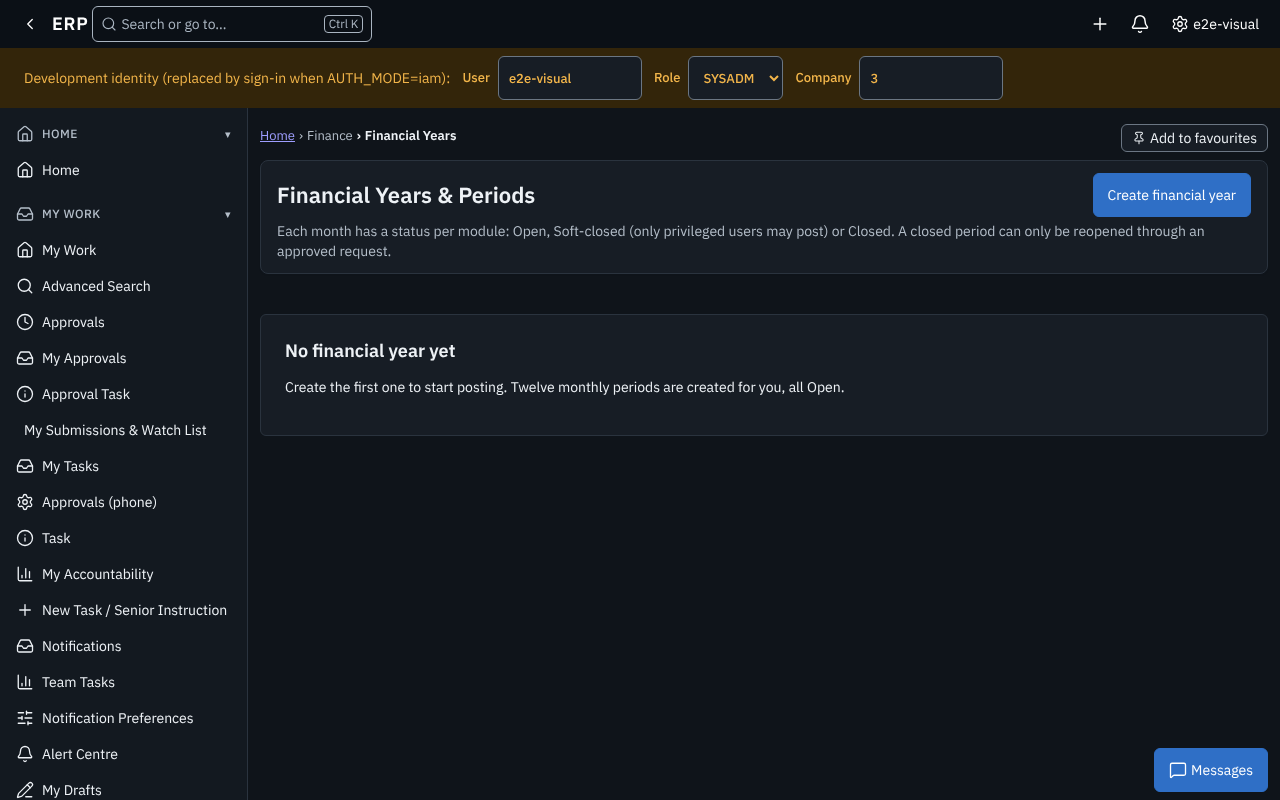 ERP
Search or go to...
Ctrl K
e2e-visual
Development identity (replaced by sign-in when AUTH_MODE=iam):
User
e2e-visual
Role
SYSADM
Company
3
HOME
Home
MY WORK
My Work
Advanced Search
Approvals
My Approvals
Approval Task
My Submissions & Watch List
My Tasks
Approvals (phone)
Task
My Accountability
New Task / Senior Instruction
Notifications
Team Tasks
Notification Preferences
Alert Centre
My Drafts
Home › Finance › Financial Years
Add to favourites
Financial Years & Periods
Create financial year
Each month has a status per module: Open, Soft-closed (only privileged users may post) or Closed. A closed period can only be reopened through an
approved request.
No financial year yet
Create the first one to start posting. Twelve monthly periods are created for you, all Open.
Messages